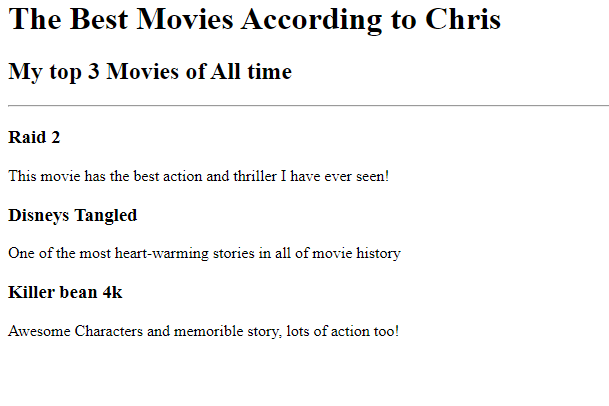 The Best Movies According to Chris
My top 3 Movies of All time
Raid 2
This movie has the best action and thriller I have ever seen!
Disneys Tangled
One of the most heart-warming stories in all of movie history
Killer bean 4k
Awesome Characters and memorible story, lots of action too!